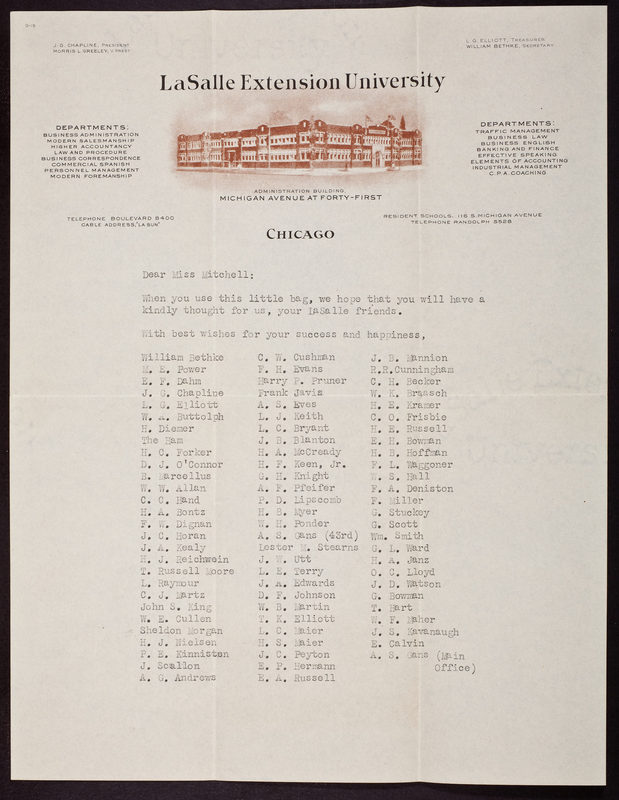 J. G. CHAPLINE, PRESIDENT
MORRIS L. GREELEY, V. PREST.
L. G. ELLIOTT, TREASURER
WILLIAM BETHKE, SECRETARY
LaSalle Extension University
DEPARTMENTS:
BUSINESS ADMINISTRATION
MODERN SALESMANSHIP
HIGHER ACCOUNTANCY
LAW AND PROCEDURE
BUSINESS CORRESPONDENCE
COMMERCIAL SPANISH
PERSONNEL MANAGEMENT
MODERN FOREMANSHIP
DEPARTMENTS:
TRAFFIC MANAGEMENT
BUSINESS LAW
BUSINESS ENGLISH
BANKING AND FINANCE
EFFECTIVE SPEAKING
ELEMENTS OF ACCOUNTING
INDUSTRIAL MANAGEMENT
C.P.A. COACHING
ADMINISTRATION BUILDING,
MICHIGAN AVENUE AT FORTY-FIRST
TELEPHONE BOULEVARD 8400
CABLE ADDRESS, "LA SUN"
RESIDENT SCHOOLS, 116 S. MICHIGAN AVENUE
TELEPHONE RANDOLPH 5528
CHICAGO
Dear Miss Mitchell:
When you use this little bag, we hope that you will have a
kindly thought for us, your LaSalle friends.
With best wishes for your success and happiness,
William Bethke
M. E. Power
E. F. Dahm
J. G. Chapline
L. G. Elliott
W. A. Buttolph
H. Diemer
The Ham
H. C. Forker
D. J. O'Connor
B. Marcellus
W. W. Allan
C. C. Hand
H. A. Bontz
F. W. Dignan
J. C. Horan
J. A. Kealy
H. J. Reichwein
T. Russell Moore
L. Raymour
C. J. Martz
John S. King
W. E. Cullen
Sheldon Morgan
H. J. Nielsen
P. E. Kinnisten
J. Scallon
A. G. Andrews
C. W. Cushman
F. H. Evans
Harry P. Pruner
Frank Javis
A. S. Eves
L. J. Keith
L. C. Bryant
J. B. Blanton
H. A. McCready
H. F. Keen, Jr.
G. H. Knight
A. F. Pfeifer
P. D. Lipscomb
H. B. Myer
W. H. Ponder
A. S. Gans (43rd)
Lester M. Stearns
J. W. Utt
L. E. Terry
J. A. Edwards
D. F. Johnson
W. B. Martin
T. K. Elliott
L. C. Maier
H. S. Maier
J. C. Peyton
E. P. Hermann
E. A. Russell
J. B. Mannion
R.R.Cunningham
C. H. Becker
W. K. Braasch
H. E. Kramer
C. O. Frisbie
H. E. Russell
E. H. Bowman
H. B. Hoffman
F. L. Waggoner
W. S. Hall
F. A. Deniston
F. Miller
G. Stuckey
G. Scott
Wm. Smith
G. L. Ward
H. A. Janz
O. C. Lloyd
J. D. Watson
G. Bowman
T. Hart
W. F. Maher
J. S. Kavanaugh
E. Calvin
A. S. Gans (Main
Office)